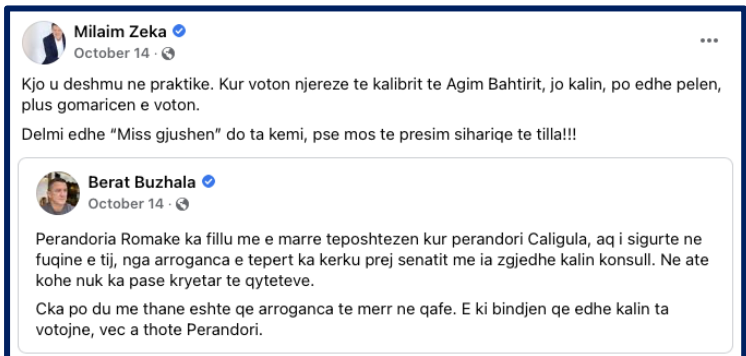 Milaim Zeka
October 14 ·
Kjo u deshmu ne praktike. Kur voton njereze te kalibrit te Agim Bahtirit, jo kalin, po edhe pelen,
plus gomaricen e voton.
Delmi edhe “Miss gjushen” do ta kemi, pse mos te presim sihariqe te tilla!!!
Berat Buzhala
October 14 ·
Perandoria Romake ka fillu me e marre teposhtezen kur perandori Caligula, aq i sigurte ne
fuqine e tij, nga arroganca e tepert ka kerku prej senatit me ia zgjedhe kalin konsull. Ne ate
kohe nuk ka pase kryetar te qyteteve.
Cka po du me thane eshte qe arroganca te merr ne qafe. E ki bindjen qe edhe kalin ta
votojne, vec a thote Perandori.